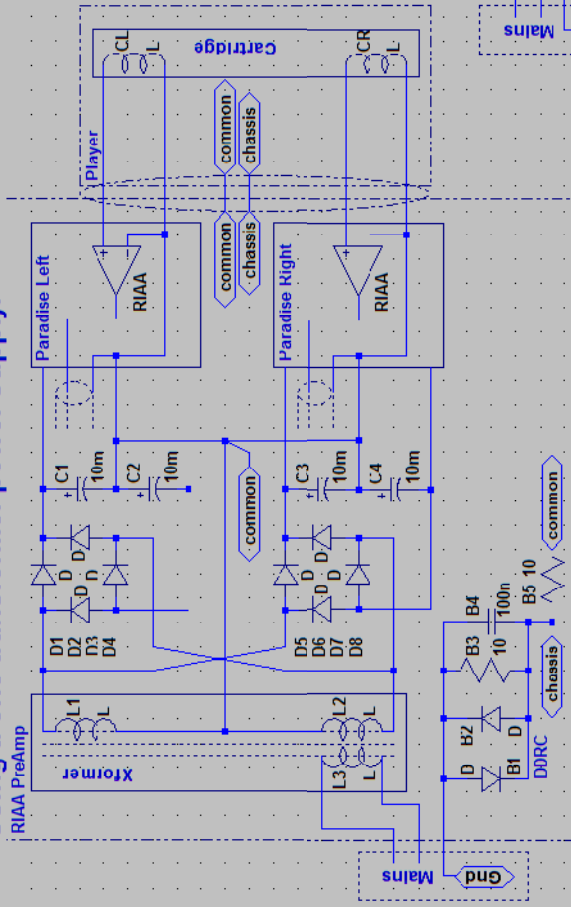 Mains
CL
L
Cartridge
CR
L
Player
common
chassis
common
chassis
Paradise Left
+
-
RIAA
Paradise Right
+
RIAA
C1
10m
C2
10m
C3
10m
C4
10m
common
D
D
D
D
D1
D2
D3
D4
D
D
D
D
D5
D6
D7
D8
L1
L
L2
L
L3
L
Xformer
RIAA PreAmp
B4
100n
B3
10
B2
D
D
B1
DDRC
B5 10
common
chassis
Mains
Gnd